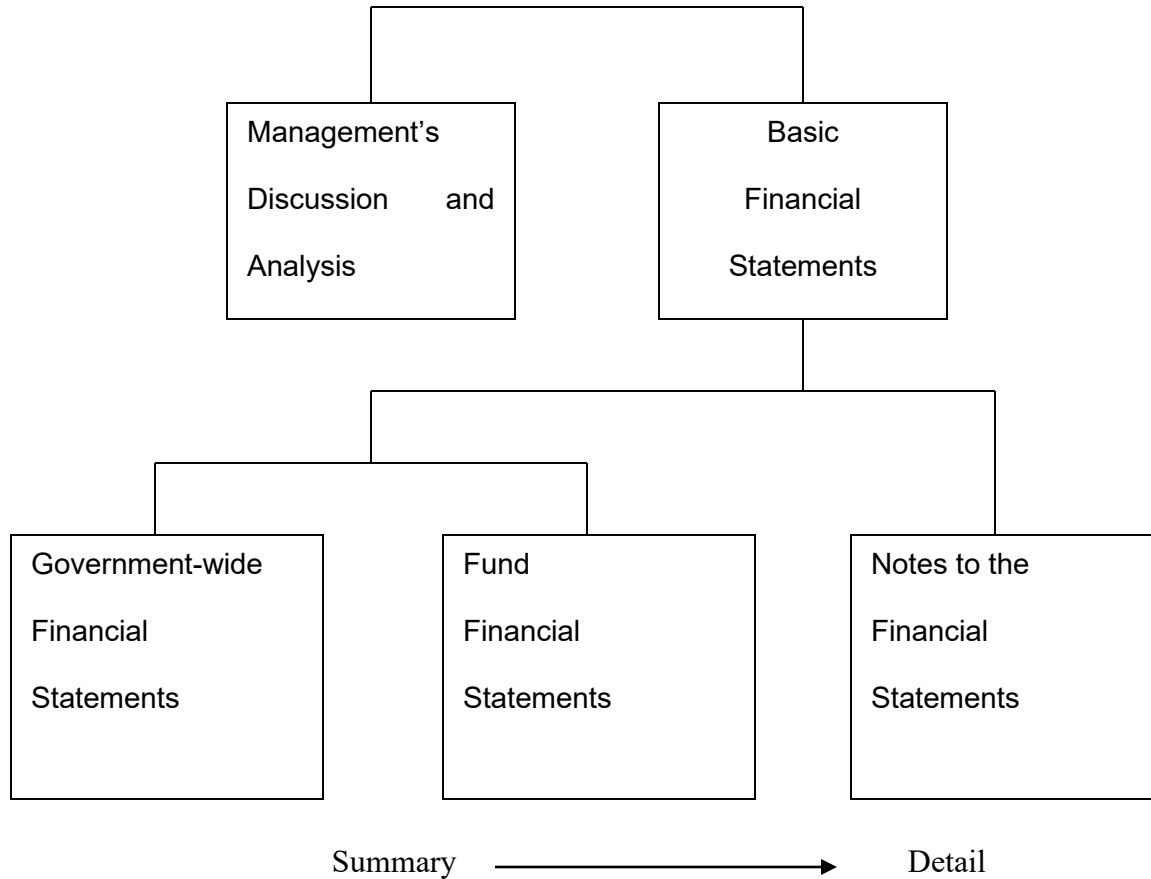 Management’s
Discussion and
Analysis
Basic
Financial
Statements
Government-wide
Financial
Statements
Fund
Financial
Statements
Notes to the
Financial
Statements
Summary
Detail